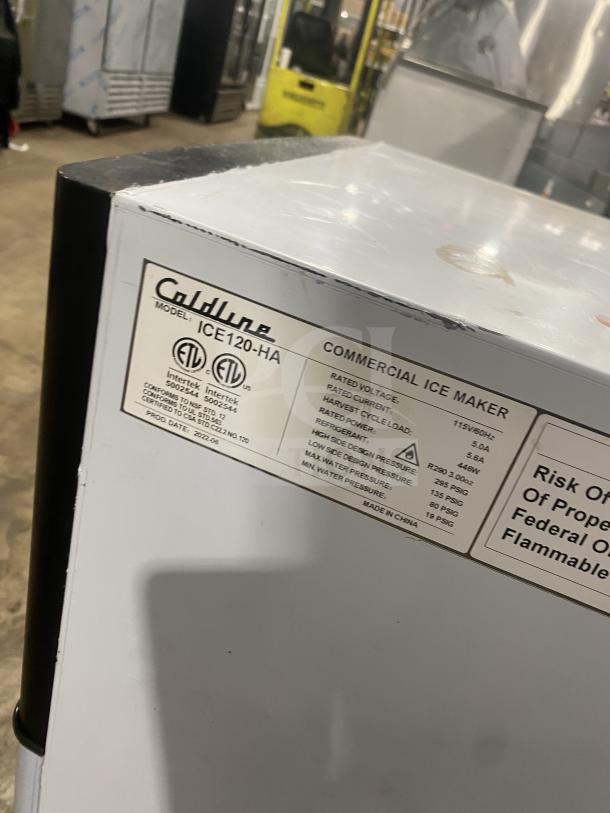 Coldline
MODEL: ICE120-HA
ETL
ETL
C
US
Intertek Intertek
5002544 5002544
CONFORMS TO NSF STD. 12
CONFORMS TO UL STD.563
CERTIFIED TO CSA STD.C22.2 NO.120
PROD. DATE: 2022-06
COMMERCIAL ICE MAKER
RATED VOLTAGE: 115V/60Hz
RATED CURRENT: 5.0A
HARVEST CYCLE LOAD: 5.6A
RATED POWER: 448W
REFRIGERANT: R290 3.00oz
HIGH SIDE DESIGN PRESSURE: 295 PSIG
LOW SIDE DESIGN PRESSURE: 135 PSIG
MAX.WATER PRESSURE: 80 PSIG
MIN. WATER PRESSURE: 19 PSIG
MADE IN CHINA
Risk Of
Of Prope
Federal O
Flammable